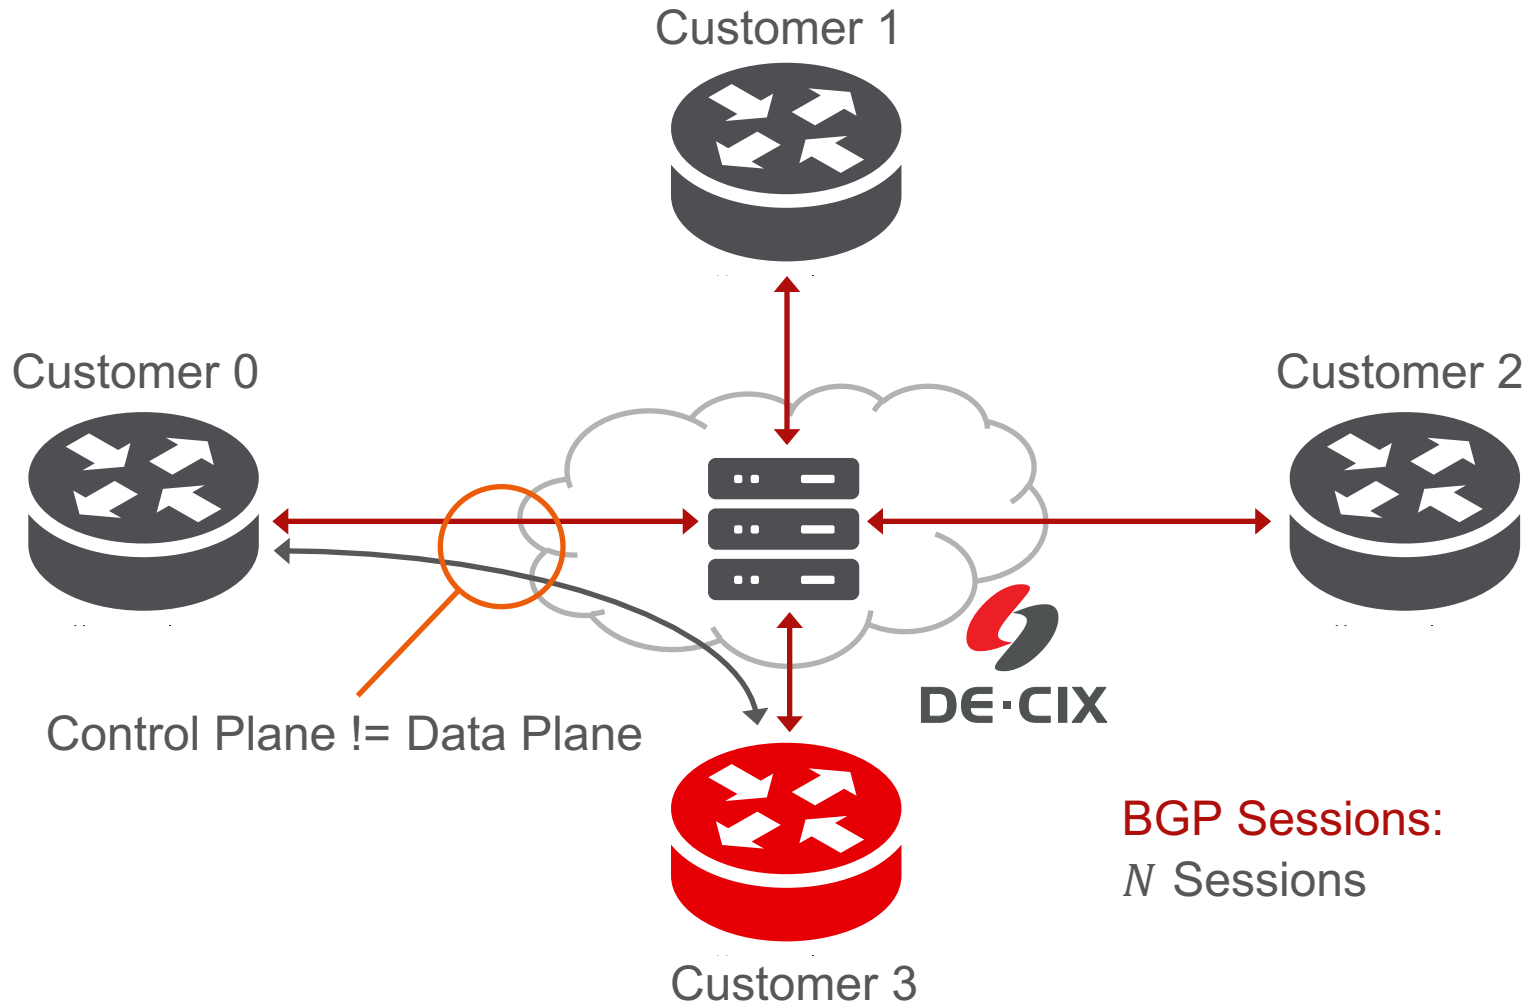 Customer 1
Customer 0
Customer 2
DE-CIX
Control Plane != Data Plane
BGP Sessions:
N Sessions
Customer 3